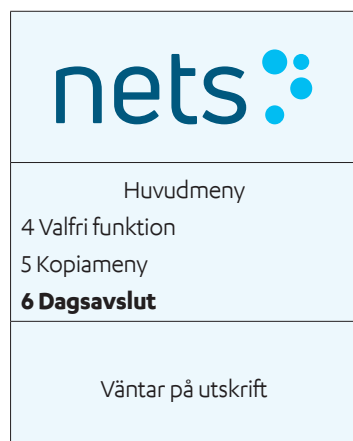 nets
Huvudmeny
4 Valfri funktion
5 Kopiameny
6 Dagsavslut
Väntar på utskrift